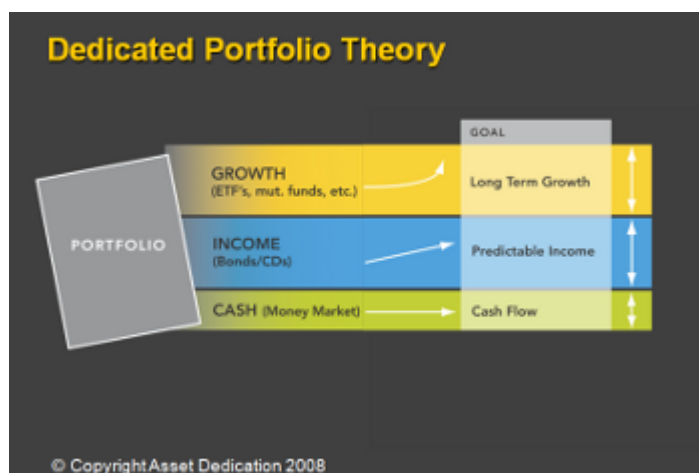 Dedicated Portfolio Theory
GOAL
PORTFOLIO
GROWTH
(ETF's, mut. funds, etc.)
Long Term Growth
INCOME
(Bonds/CDs)
Predictable Income
CASH (Money Market)
Cash Flow
© Copyright Asset Dedication 2008